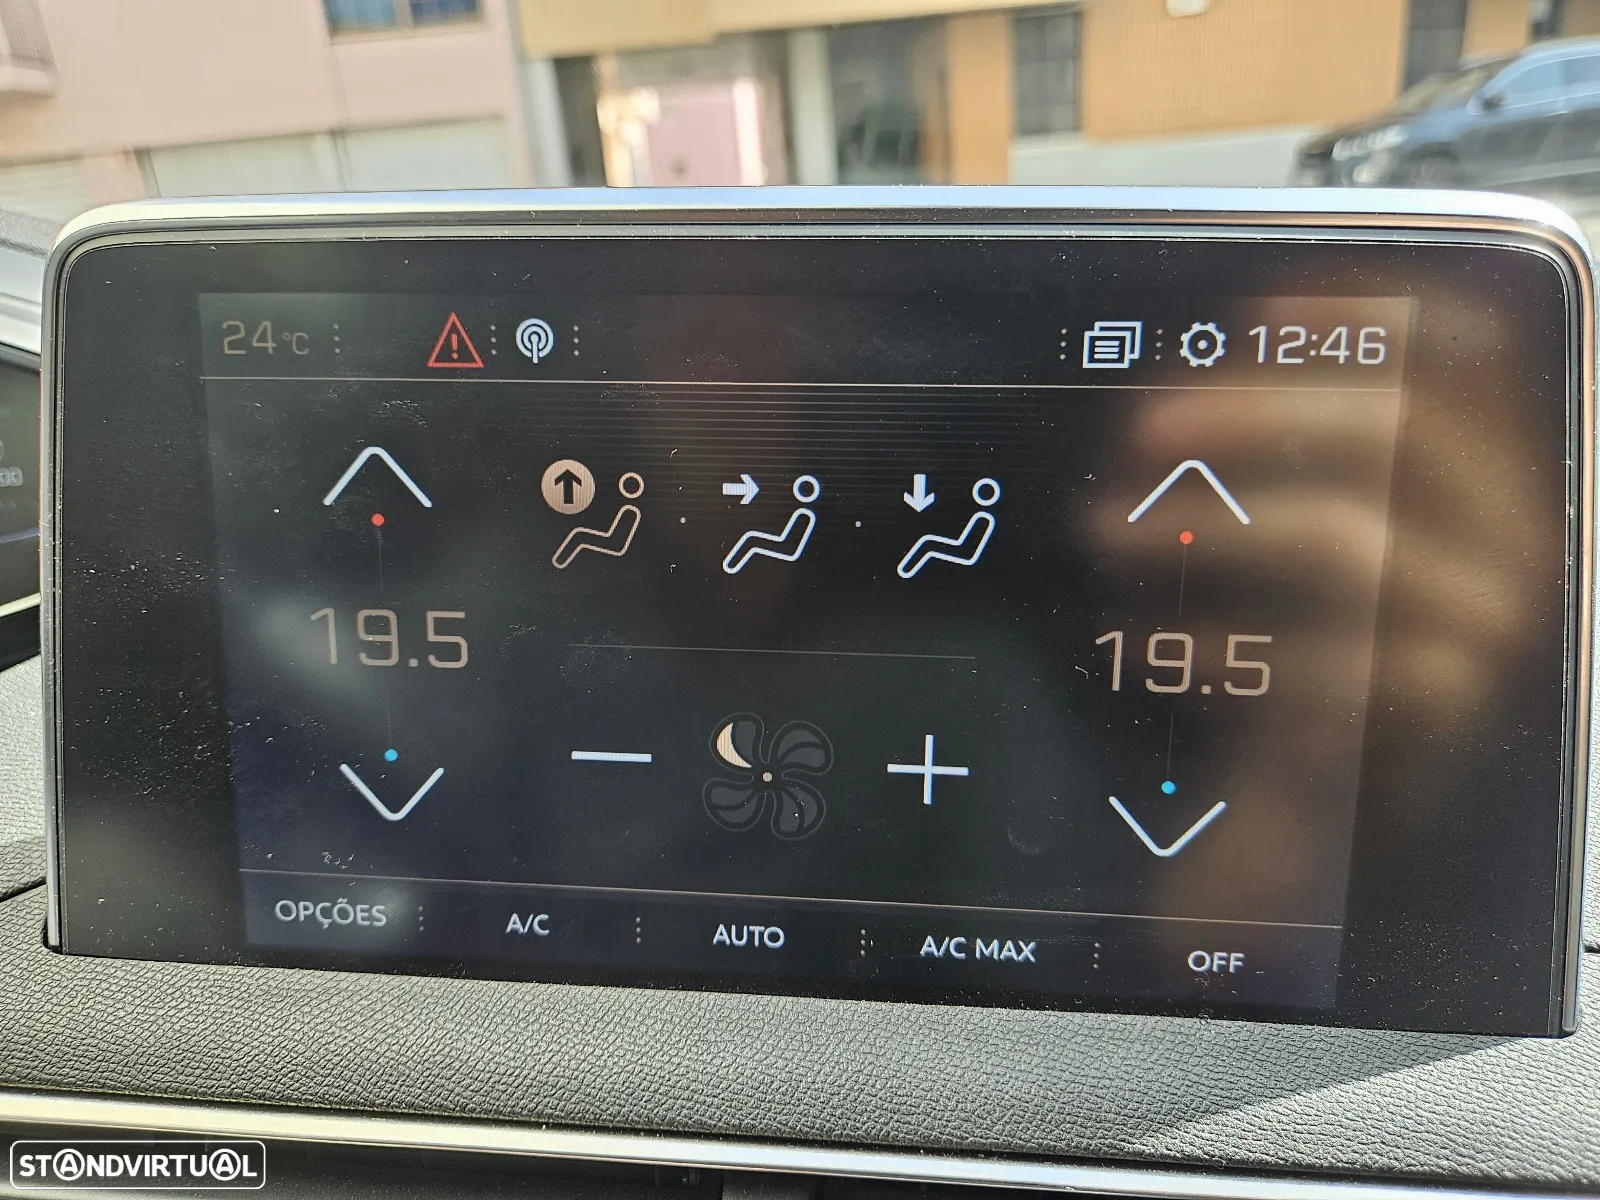 24°C 12:46
19.5 19.5
OPÇÕES A/C AUTO A/C MAX OFF
STANDVIRTUAL